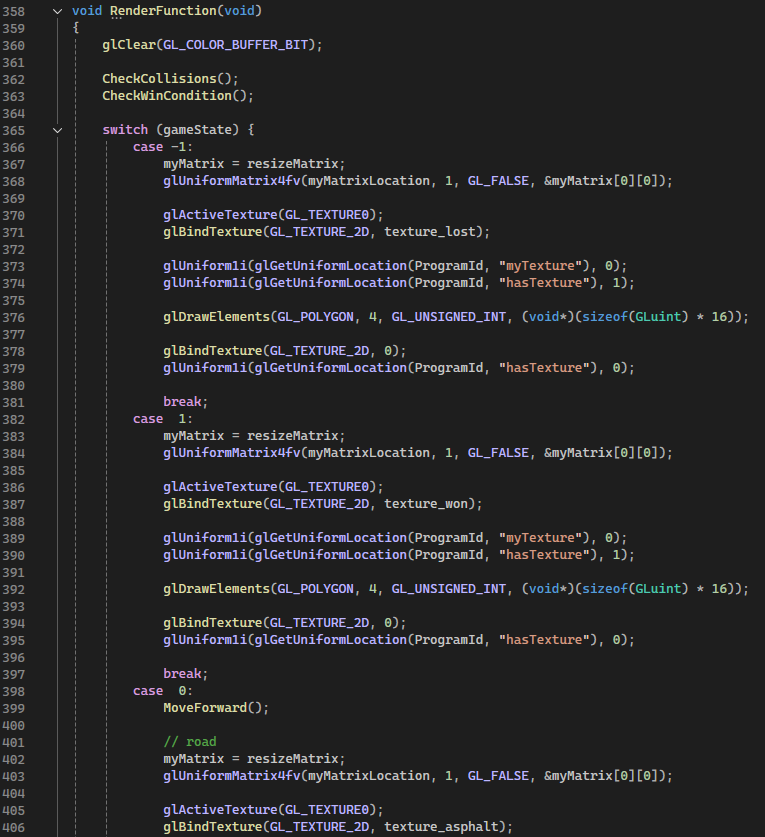 358 void RenderFunction(void)
359 {
360 glClear(GL_COLOR_BUFFER_BIT);
361
362 CheckCollisions();
363 CheckWinCondition();
364
365 switch (gameState) {
366 case -1:
367 myMatrix = resizeMatrix;
368 glUniformMatrix4fv(myMatrixLocation, 1, GL_FALSE, &myMatrix[0][0]);
369
370 glActiveTexture(GL_TEXTURE0);
371 glBindTexture(GL_TEXTURE_2D, texture_lost);
372
373 glUniform1i(glGetUniformLocation(ProgramId, "myTexture"), 0);
374 glUniform1i(glGetUniformLocation(ProgramId, "hasTexture"), 1);
375
376 glDrawElements(GL_POLYGON, 4, GL_UNSIGNED_INT, (void*)(sizeof(GLuint) * 16));
377
378 glBindTexture(GL_TEXTURE_2D, 0);
379 glUniform1i(glGetUniformLocation(ProgramId, "hasTexture"), 0);
380
381 break;
382 case  1:
383 myMatrix = resizeMatrix;
384 glUniformMatrix4fv(myMatrixLocation, 1, GL_FALSE, &myMatrix[0][0]);
385
386 glActiveTexture(GL_TEXTURE0);
387 glBindTexture(GL_TEXTURE_2D, texture_won);
388
389 glUniform1i(glGetUniformLocation(ProgramId, "myTexture"), 0);
390 glUniform1i(glGetUniformLocation(ProgramId, "hasTexture"), 1);
391
392 glDrawElements(GL_POLYGON, 4, GL_UNSIGNED_INT, (void*)(sizeof(GLuint) * 16));
393
394 glBindTexture(GL_TEXTURE_2D, 0);
395 glUniform1i(glGetUniformLocation(ProgramId, "hasTexture"), 0);
396
397 break;
398 case  0:
399 MoveForward();
400
401 // road
402 myMatrix = resizeMatrix;
403 glUniformMatrix4fv(myMatrixLocation, 1, GL_FALSE, &myMatrix[0][0]);
404
405 glActiveTexture(GL_TEXTURE0);
406 glBindTexture(GL_TEXTURE_2D, texture_asphalt);